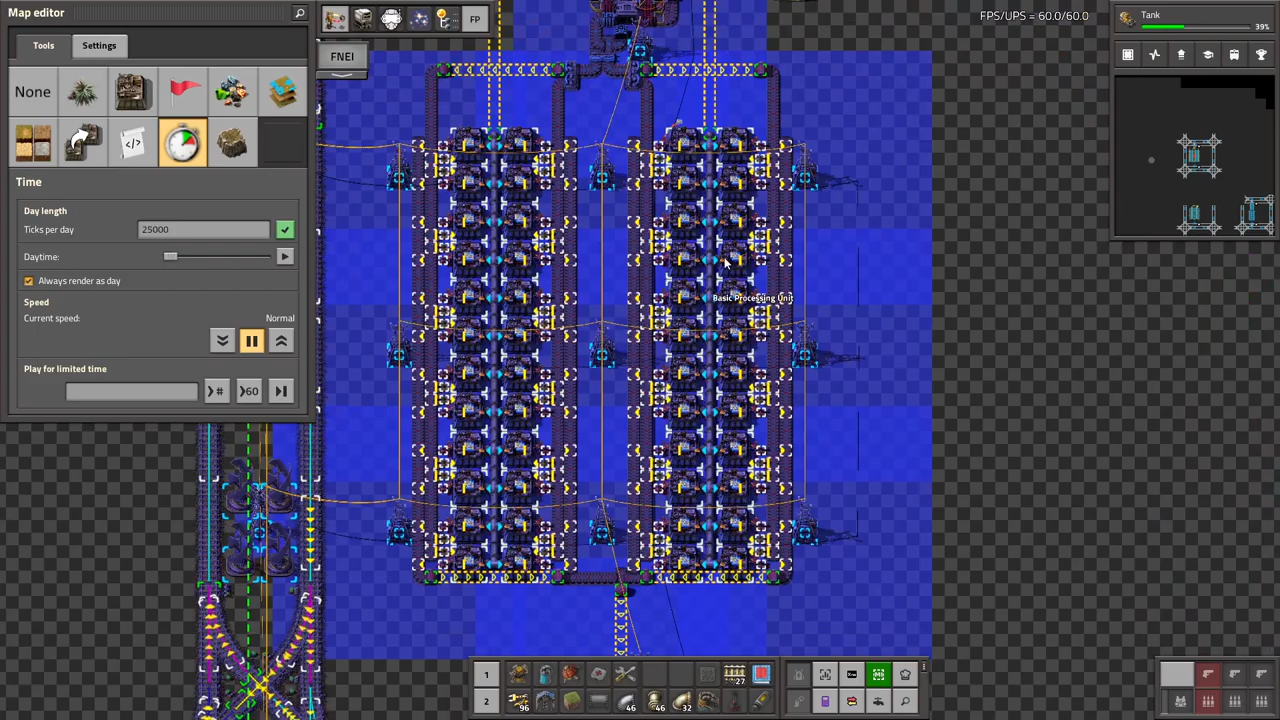 Map editor
FP
FPS/UPS = 60.0/60.0
Tank
39%
Tools
Settings
FNEI
None
Time
Day length
Ticks per day
25000
Daytime:
Always render as day
Speed
Current speed:
Normal
Play for limited time
>#
>60
Basic Processing Unit
1
27
2
96
46
46
32